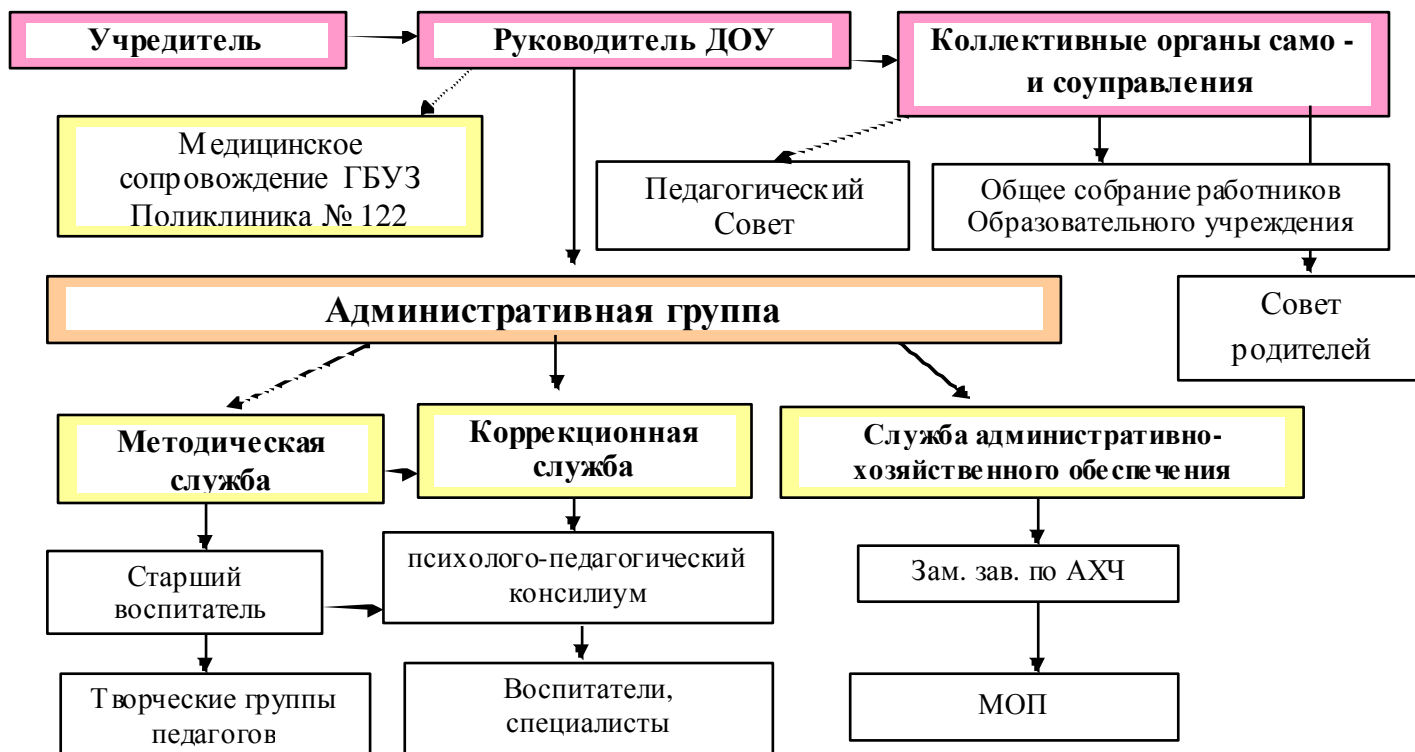 Учредитель
Руководитель ДОУ
Коллективные органы само -
и соуправления
Медицинское
сопровождение ГБУЗ
Поликлиника № 122
Педагогический
Совет
Общее собрание работников
Образовательного учреждения
Совет
родителей
Административная группа
Методическая
служба
Коррекционная
служба
Служба административно-
хозяйственного обеспечения
Старший
воспитатель
психолого-педагогический
консилиум
Зам. зав. по АХЧ
Творческие группы
педагогов
Воспитатели,
специалисты
МОП